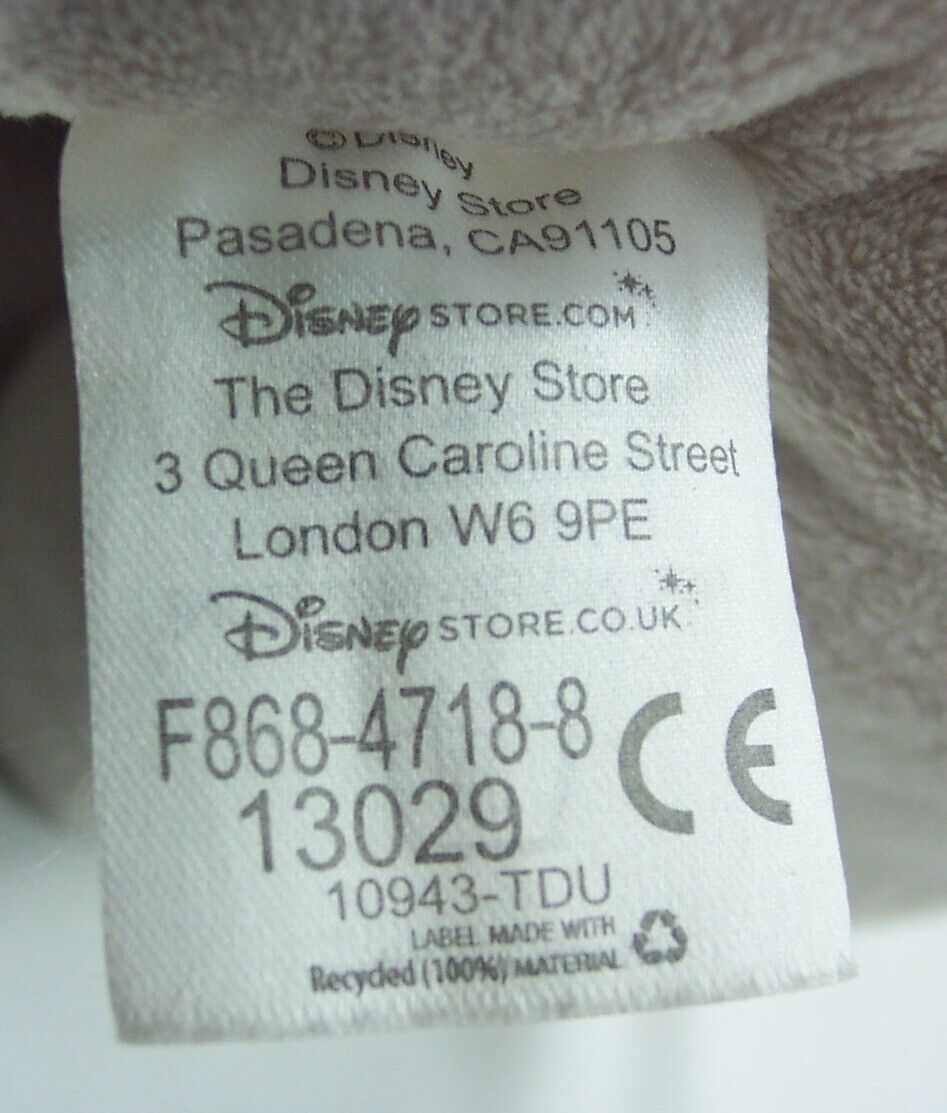 ©Disney
Disney Store
Pasadena, CA91105
Disney STORE.COM
The Disney Store
3 Queen Caroline Street
London W6 9PE
Disney STORE.CO.UK
F868-4718-8
CE
13029
10943-TDU
LABEL MADE WITH
Recycled (100%) MATERIAL